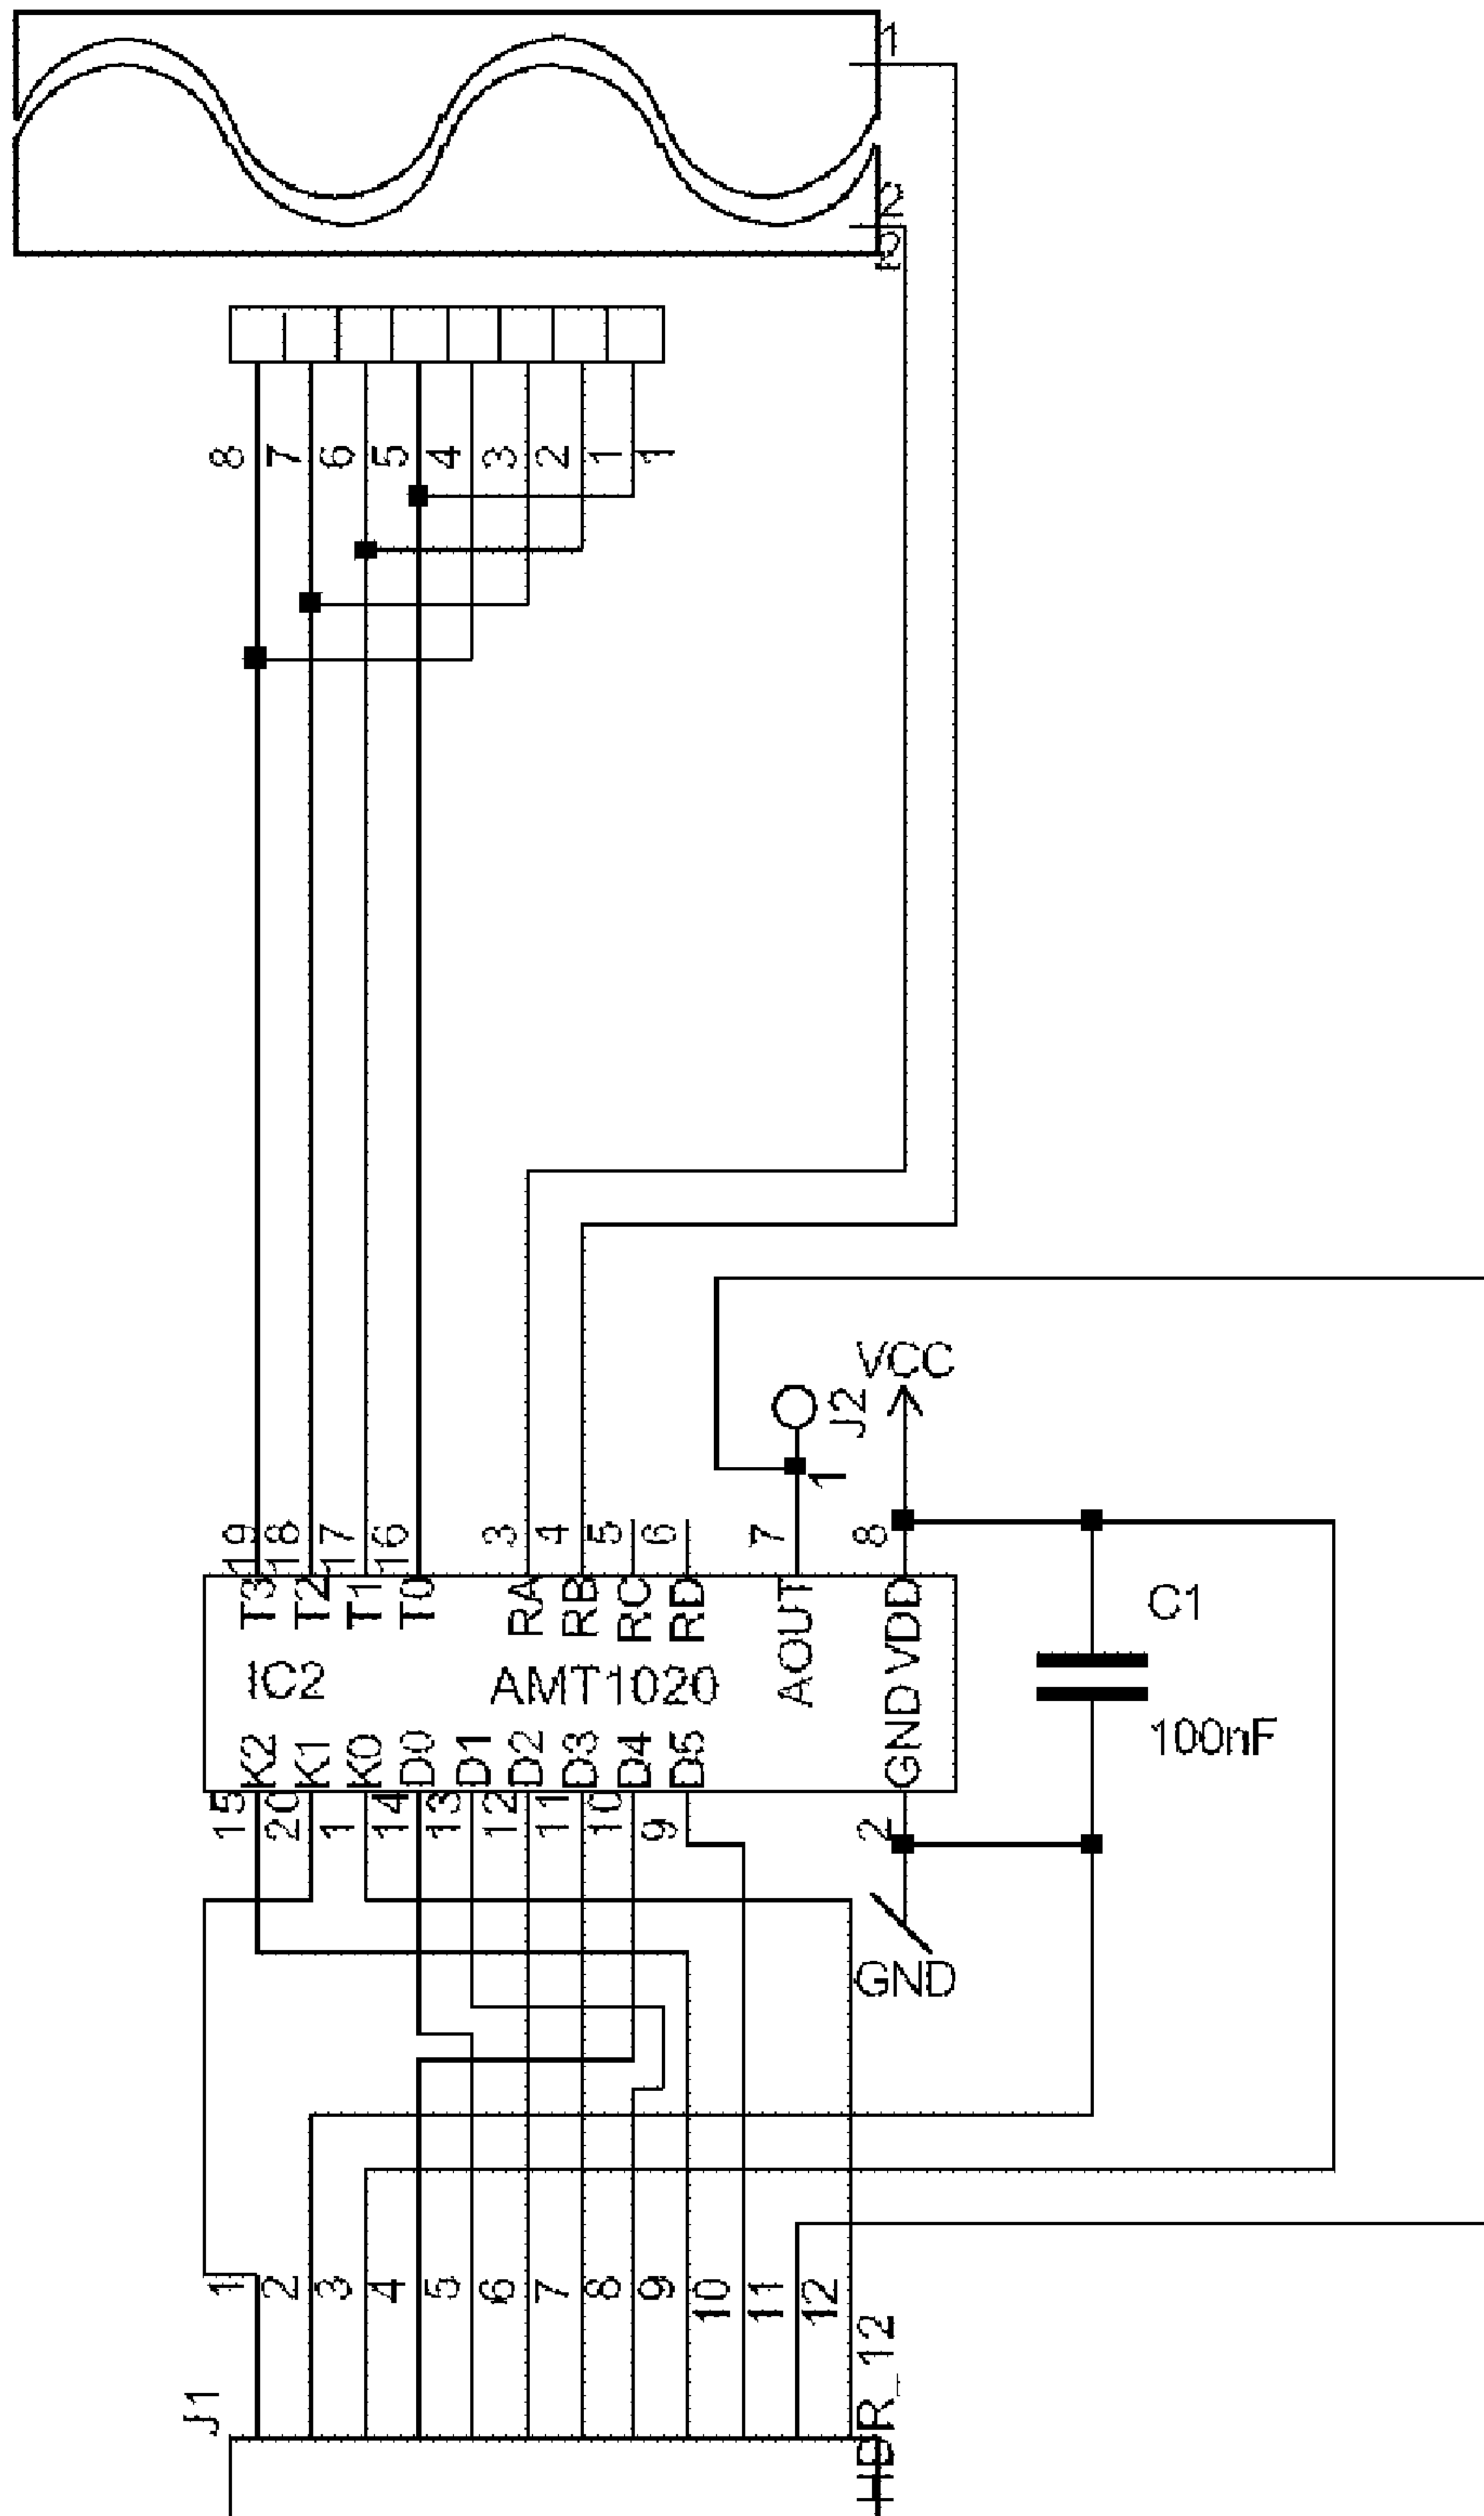 1
2
R
8 7 6 5 4 3 2 1 1
VCC
J2
1
19 18 17 16 3 4 5 6 7 8
T3 T2 T1 T0 RA RB RC RD AOUT VDD
C1
IC2 AMT1020
100nF
K2 K1 K0 D0 D1 D2 D3 D4 D5 GND
15 20 1 14 13 12 11 10 9 2
GND
1 2 3 4 5 6 7 8 9 10 11 12
J1
HDR_12